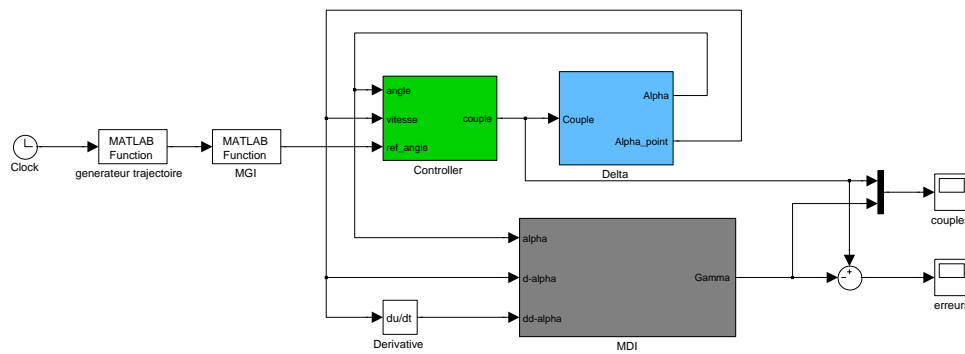 Clock
MATLAB
Function
generateur trajectoire
MATLAB
Function
MGI
angle
vitesse
ref_angle
couple
Controller
Couple
Alpha
Alpha_point
Delta
couples
alpha
d-alpha
dd-alpha
Gamma
MDI
du/dt
Derivative
-
+
erreurs